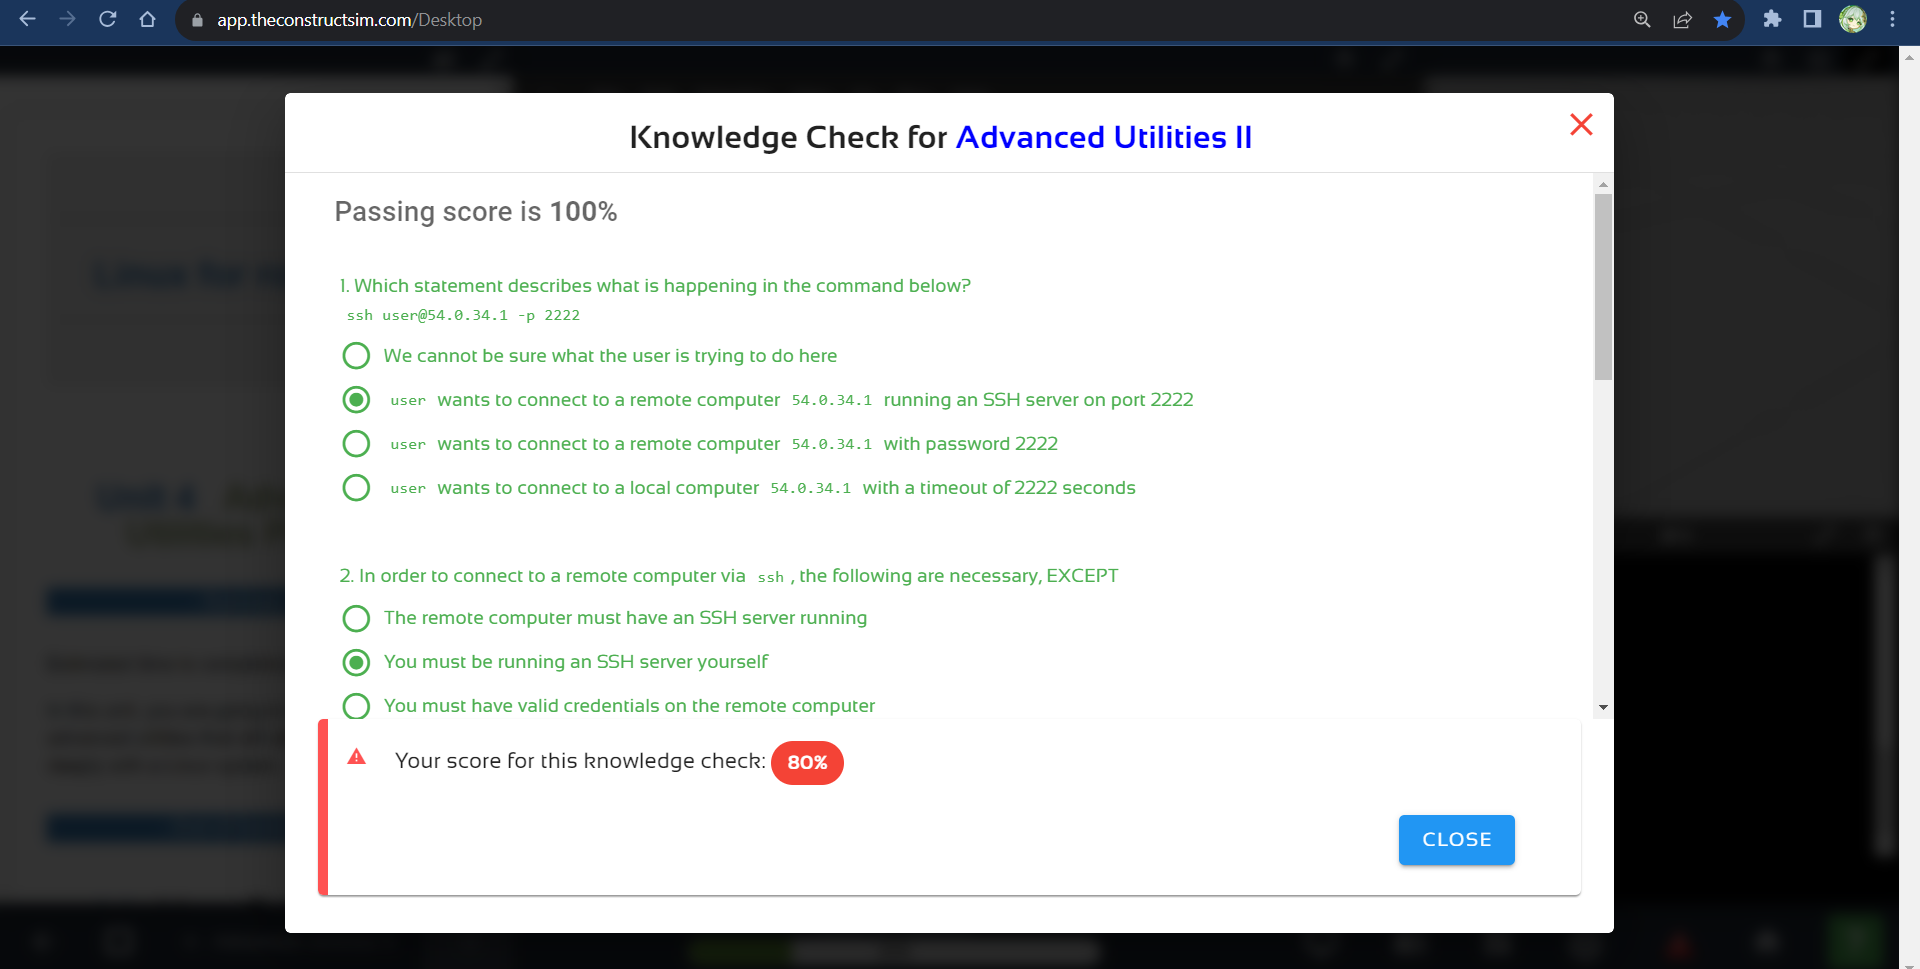 app.theconstructsim.com/Desktop
Knowledge Check for Advanced Utilities II
Passing score is 100%
1. Which statement describes what is happening in the command below?
ssh user@54.0.34.1 -p 2222
We cannot be sure what the user is trying to do here
user wants to connect to a remote computer 54.0.34.1 running an SSH server on port 2222
user wants to connect to a remote computer 54.0.34.1 with password 2222
user wants to connect to a local computer 54.0.34.1 with a timeout of 2222 seconds
2. In order to connect to a remote computer via ssh , the following are necessary, EXCEPT
The remote computer must have an SSH server running
You must be running an SSH server yourself
You must have valid credentials on the remote computer
Your score for this knowledge check: 80%
CLOSE
Linux for
Unit 4